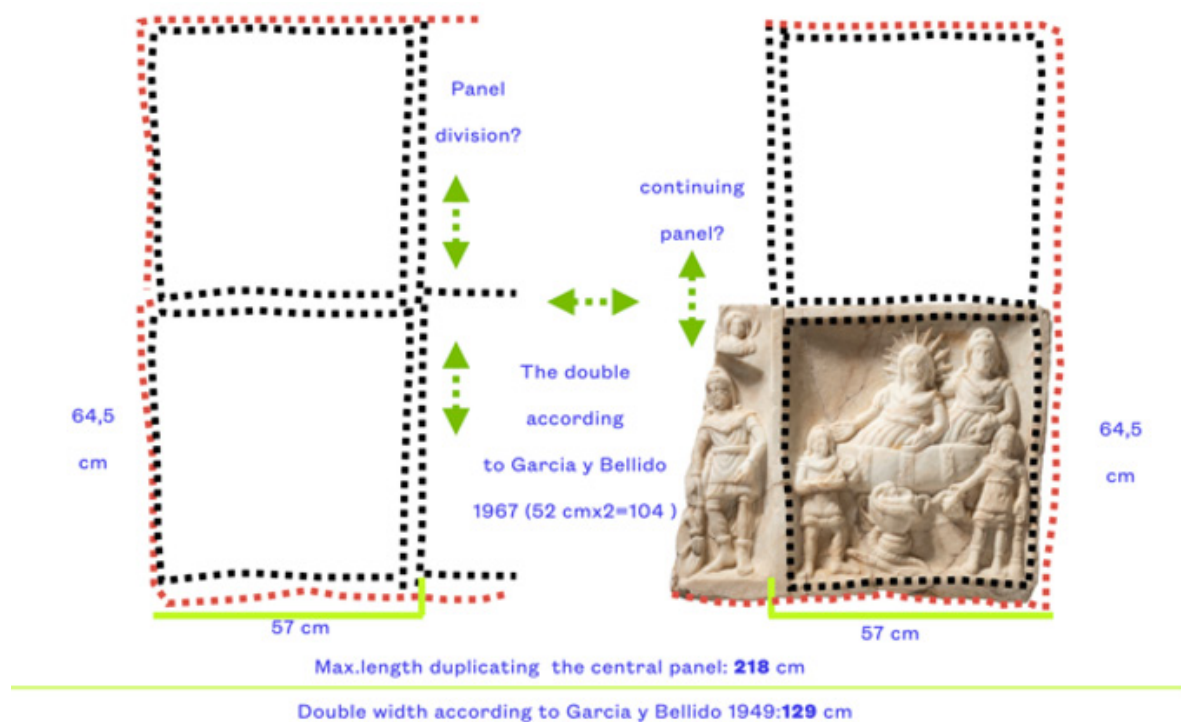 Panel
division?
continuing
panel?
The double
according
to Garcia y Bellido
1967 (52 cmx2=104 )
64,5
cm
64,5
cm
57 cm
57 cm
Max.length duplicating the central panel: 218 cm
Double width according to Garcia y Bellido 1949:129 cm